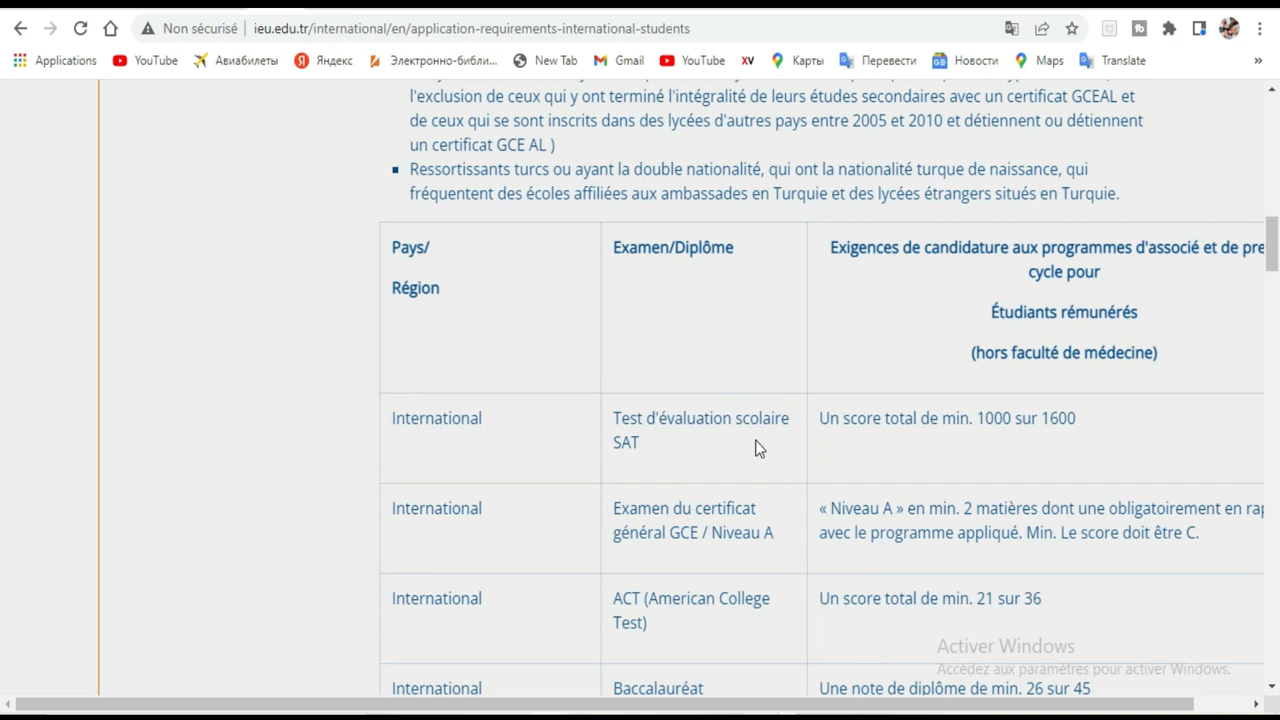 Non sécurisé
ieu.edu.tr/international/en/application-requirements-international-students
Applications
YouTube
Авиабилеты
Яндекс
Электронно-библи...
New Tab
Gmail
YouTube
XV
Карты
Перевести
Новости
Maps
Translate
»
l'exclusion de ceux qui y ont terminé l'intégralité de leurs études secondaires avec un certificat GCEAL et
de ceux qui se sont inscrits dans des lycées d'autres pays entre 2005 et 2010 et détiennent ou détiennent
un certificat GCE AL )
Ressortissants turcs ou ayant la double nationalité, qui ont la nationalité turque de naissance, qui
fréquentent des écoles affiliées aux ambassades en Turquie et des lycées étrangers situés en Turquie.
Pays/
Région
Examen/Diplôme
Exigences de candidature aux programmes d'associé et de pre
cycle pour
Étudiants rémunérés
(hors faculté de médecine)
International
Test d'évaluation scolaire
SAT
Un score total de min. 1000 sur 1600
International
Examen du certificat
général GCE / Niveau A
« Niveau A » en min. 2 matières dont une obligatoirement en rap
avec le programme appliqué. Min. Le score doit être C.
International
ACT (American College
Test)
Un score total de min. 21 sur 36
International
Baccalauréat
Une note de diplôme de min. 26 sur 45
Activer Windows
Accédez aux paramètres pour activer Windows.